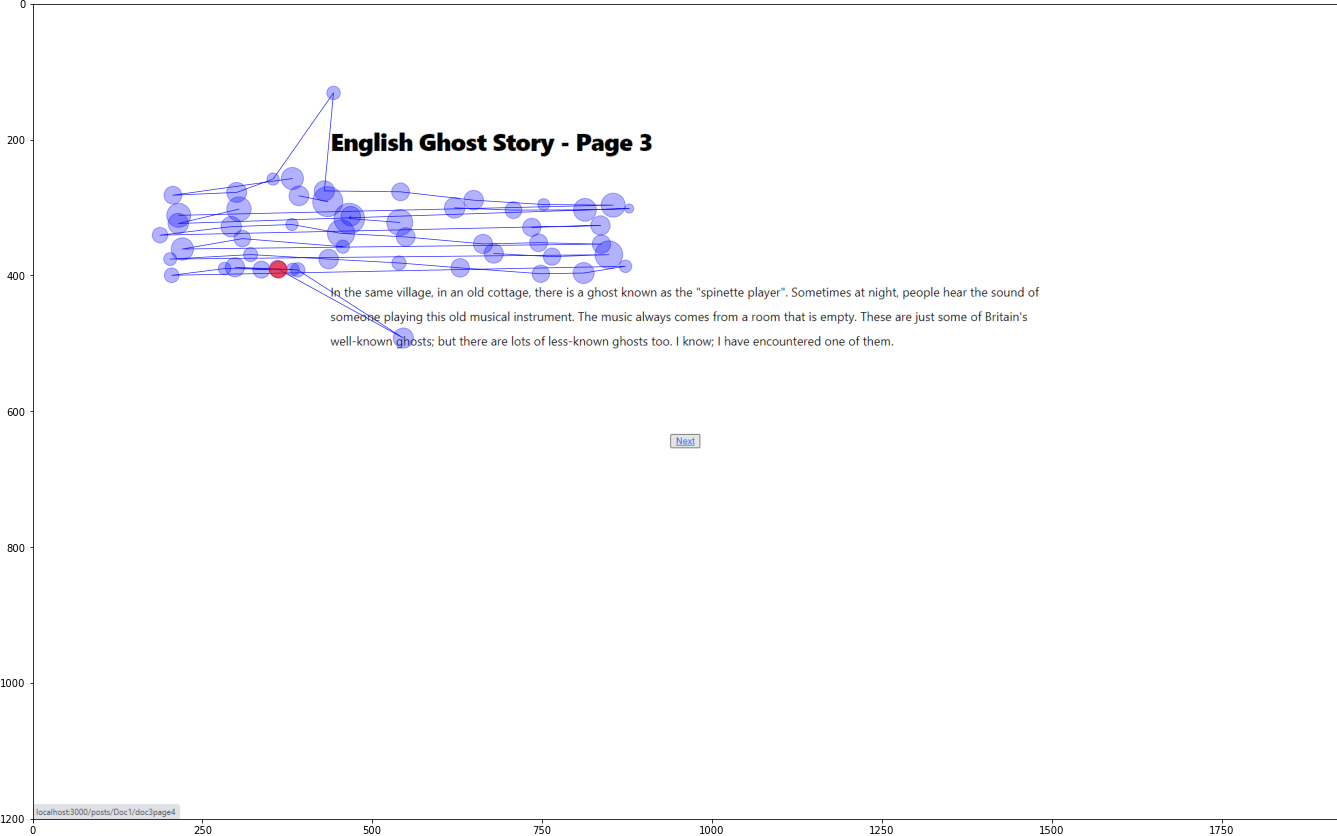 0
200
English Ghost Story - Page 3
400
In the same village, in an old cottage, there is a ghost known as the "spinette player". Sometimes at night, people hear the sound of
someone playing this old musical instrument. The music always comes from a room that is empty. These are just some of Britain's
well-known ghosts; but there are lots of less-known ghosts too. I know; I have encountered one of them.
600
Next
800
1000
localhost:3000/posts/Doc1/doc3page4
1200
0 250 500 750 1000 1250 1500 1750